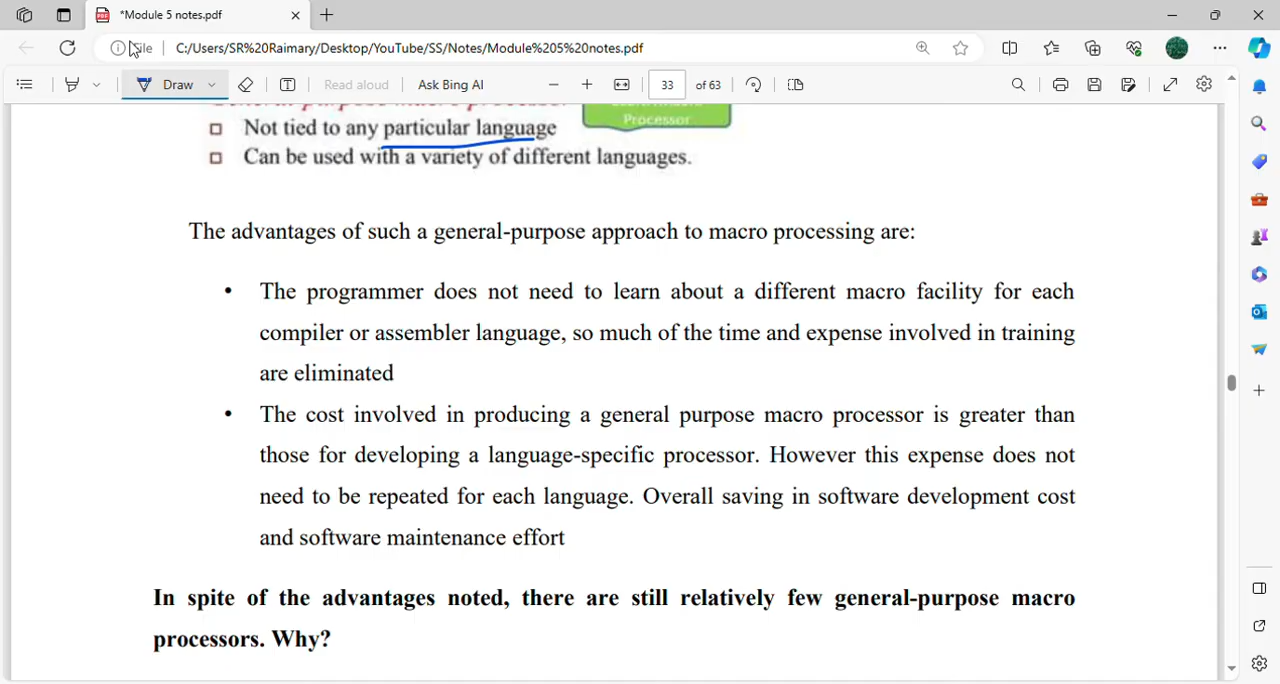 *Module 5 notes.pdf
File C:/Users/SR%20Raimary/Desktop/YouTube/SS/Notes/Module%205%20notes.pdf
Draw Read aloud Ask Bing AI 33 of 63
Processor
Not tied to any particular language
Can be used with a variety of different languages.
The advantages of such a general-purpose approach to macro processing are:
• The programmer does not need to learn about a different macro facility for each
compiler or assembler language, so much of the time and expense involved in training
are eliminated
• The cost involved in producing a general purpose macro processor is greater than
those for developing a language-specific processor. However this expense does not
need to be repeated for each language. Overall saving in software development cost
and software maintenance effort
In spite of the advantages noted, there are still relatively few general-purpose macro
processors. Why?